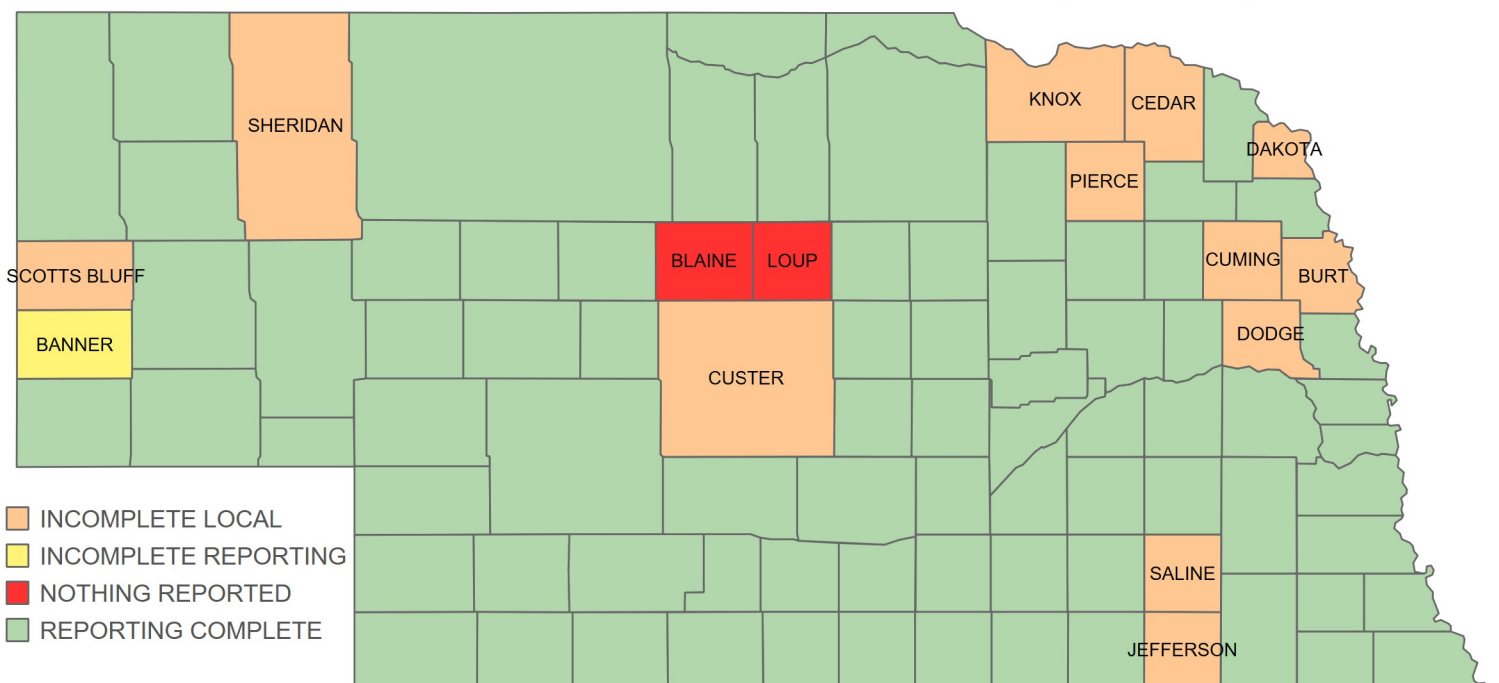 KNOX
CEDAR
SHERIDAN
DAKOTA
PIERCE
BLAINE
LOUP
CUMING
SCOTTS BLUFF
BURT
DODGE
BANNER
CUSTER
INCOMPLETE LOCAL
INCOMPLETE REPORTING
NOTHING REPORTED
REPORTING COMPLETE
SALINE
JEFFERSON